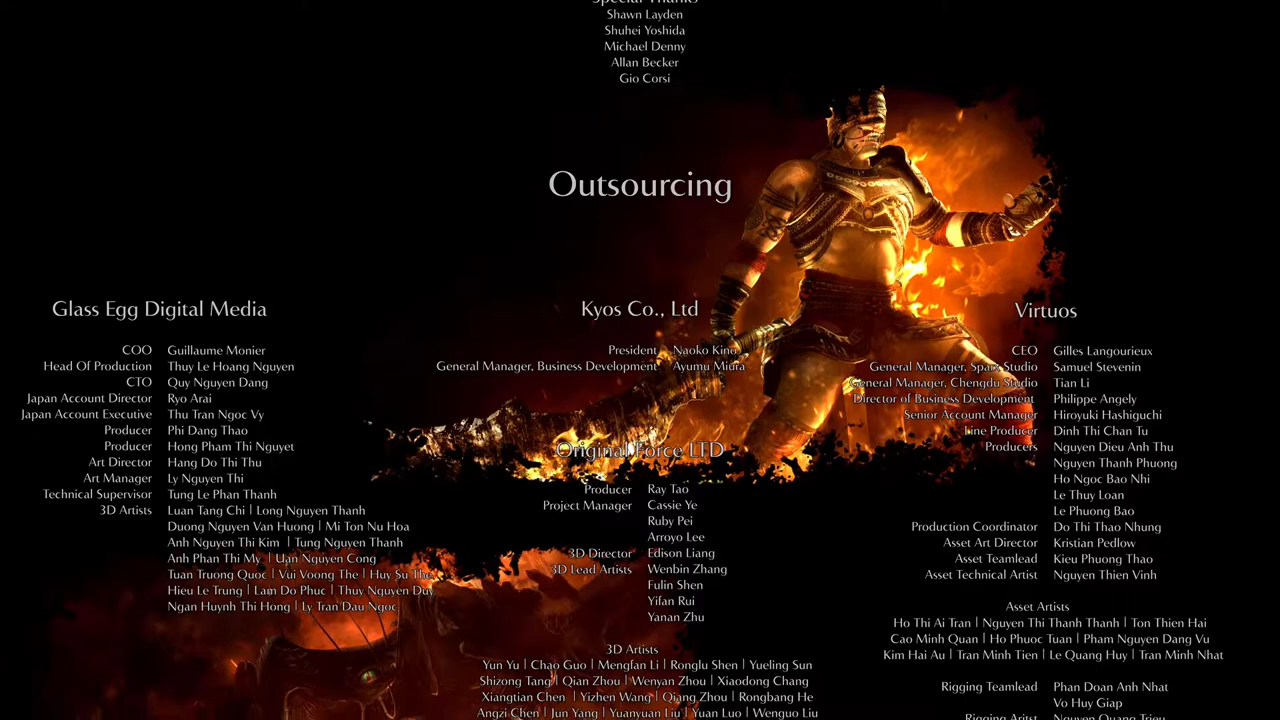 Special Thanks
Shawn Layden
Shuhei Yoshida
Michael Denny
Allan Becker
Gio Corsi
Outsourcing
Glass Egg Digital Media
COO Guillaume Monier
Head Of Production Thuy Le Hoang Nguyen
CTO Quy Nguyen Dang
Japan Account Director Ryo Arai
Japan Account Executive Thu Tran Ngoc Vy
Producer Phi Dang Thao
Producer Hong Pham Thi Nguyet
Art Director Hang Do Thi Thu
Art Manager Ly Nguyen Thi
Technical Supervisor Tung Le Phan Thanh
3D Artists Luan Tang Chi | Long Nguyen Thanh
Duong Nguyen Van Huong | Mi Ton Nu Hoa
Anh Nguyen Thi Kim | Tung Nguyen Thanh
Anh Phan Thi My | Uan Nguyen Cong
Tuan Truong Quoc | Vui Voong The | Huy Su The
Hieu Le Trung | Lam Do Phuc | Thuy Nguyen Duy
Ngan Huynh Thi Hong | Ly Tran Dau Ngoc
Kyos Co., Ltd
President Naoko Kino
General Manager, Business Development Ayumu Miura
Original Force LTD
Producer Ray Tao
Project Manager Cassie Ye
Ruby Pei
Arroyo Lee
3D Director Edison Liang
3D Lead Artists Wenbin Zhang
Fulin Shen
Yifan Rui
Yanan Zhu
3D Artists
Yun Yu | Chao Guo | Mengfan Li | Ronglu Shen | Yueling Sun
Shizong Tang | Qian Zhou | Wenyan Zhou | Xiaodong Chang
Xiangtian Chen | Yizhen Wang | Qiang Zhou | Rongbang He
Angzi Chen | Jun Yang | Yuanyuan Liu | Yuan Luo | Wenguo Liu
Virtuos
CEO Gilles Langourieux
General Manager, Sparx Studio Samuel Stevenin
General Manager, Chengdu Studio Tian Li
Director of Business Development Philippe Angely
Senior Account Manager Hiroyuki Hashiguchi
Line Producer Dinh Thi Chan Tu
Producers Nguyen Dieu Anh Thu
Nguyen Thanh Phuong
Ho Ngoc Bao Nhi
Le Thuy Loan
Le Phuong Bao
Production Coordinator Do Thi Thao Nhung
Asset Art Director Kristian Pedlow
Asset Teamlead Kieu Phuong Thao
Asset Technical Artist Nguyen Thien Vinh
Asset Artists
Ho Thi Ai Tran | Nguyen Thi Thanh Thanh | Ton Thien Hai
Cao Minh Quan | Ho Phuoc Tuan | Pham Nguyen Dang Vu
Kim Hai Au | Tran Minh Tien | Le Quang Huy | Tran Minh Nhat
Rigging Teamlead Phan Doan Anh Nhat
Vo Huy Giap
Rigging Artist Nguyen Quang Trieu